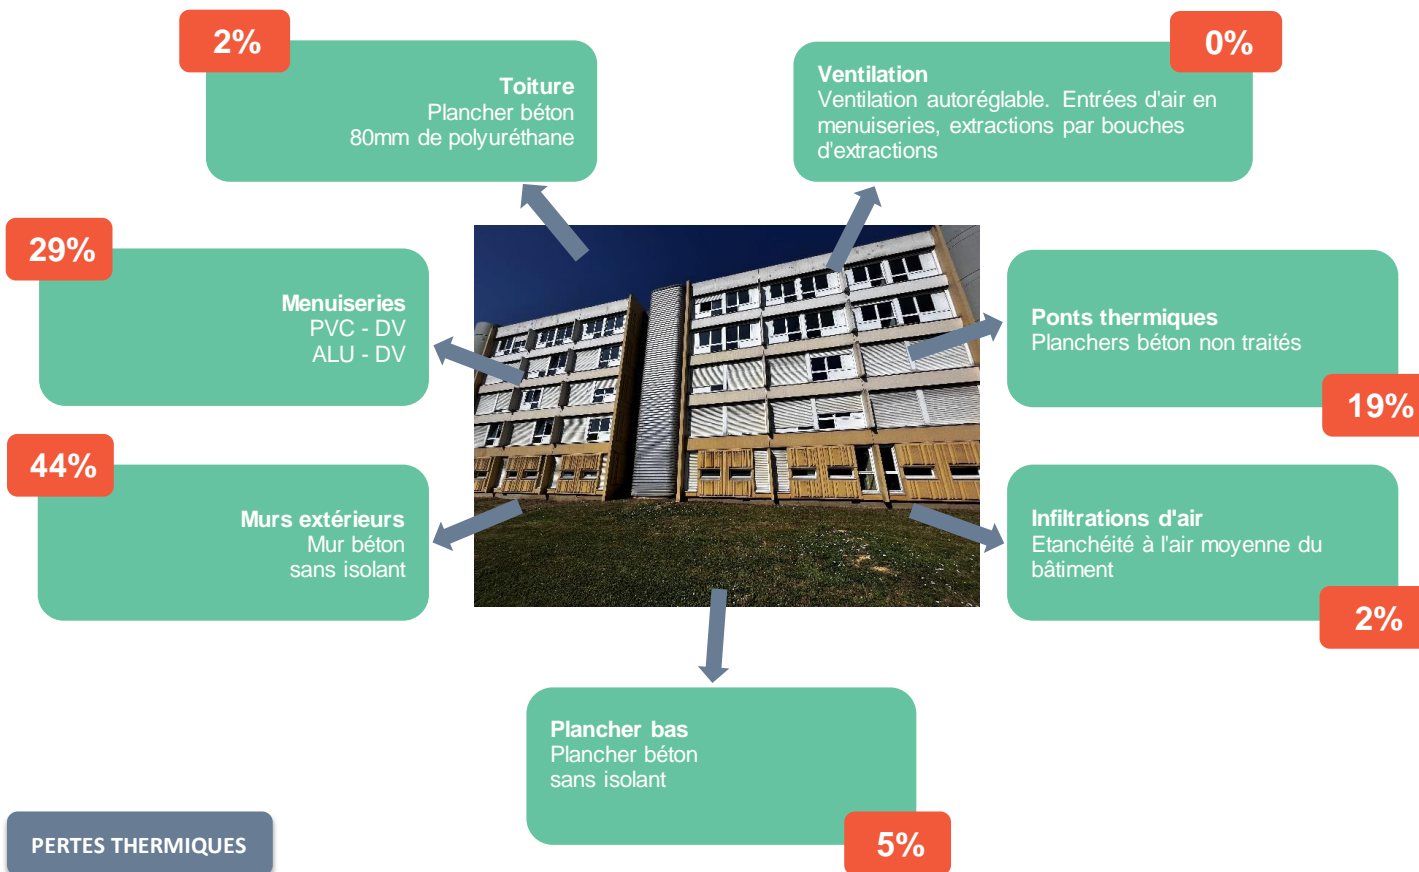 2%
Toiture
Plancher béton
80mm de polyuréthane
0%
Ventilation
Ventilation autoréglable. Entrées d'air en
menuiseries, extractions par bouches
d'extractions
29%
Menuiseries
PVC - DV
ALU - DV
Ponts thermiques
Planchers béton non traités
19%
44%
Murs extérieurs
Mur béton
sans isolant
Infiltrations d'air
Etanchéité à l'air moyenne du
bâtiment
2%
Plancher bas
Plancher béton
sans isolant
5%
PERTES THERMIQUES